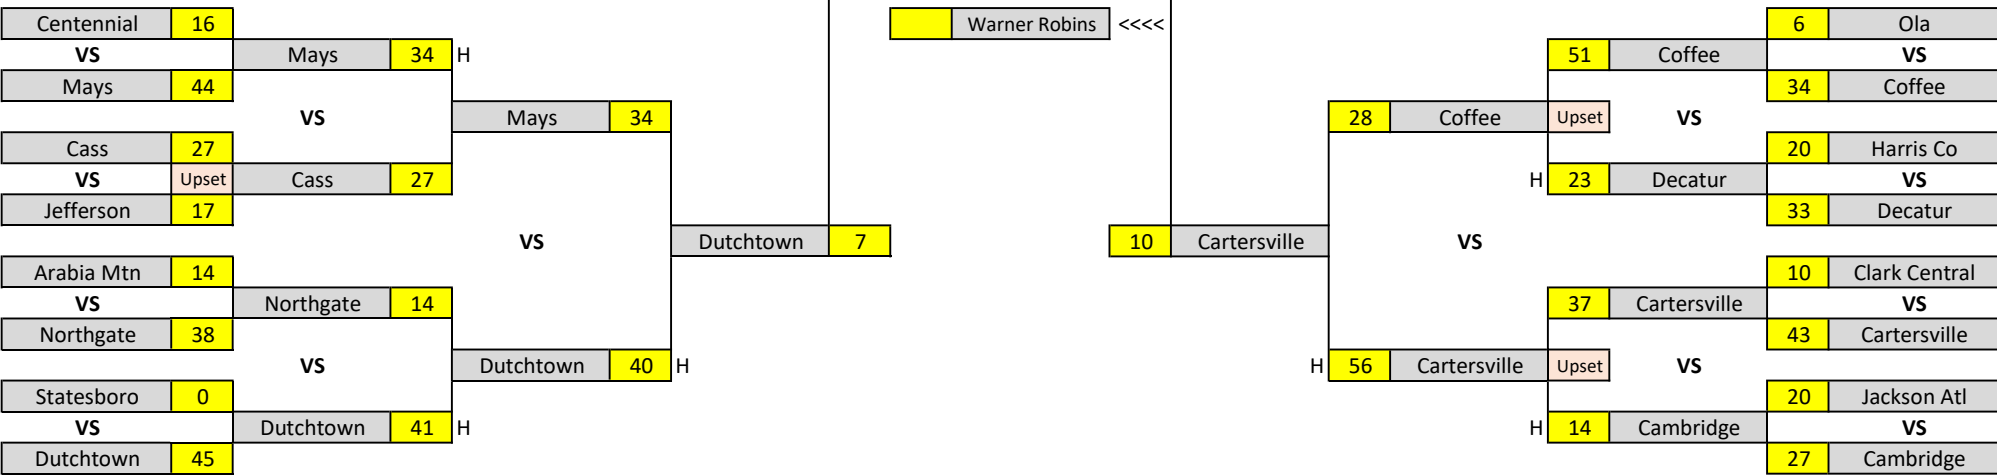 Centennial 16 Warner Robins <<<< 6 Ola
VS Mays 34 H 51 Coffee VS
Mays 44 34 Coffee
VS Mays 34 28 Coffee Upset VS
Cass 27 20 Harris Co
VS Upset Cass 27 H 23 Decatur VS
Jefferson 17 33 Decatur
VS Dutchtown 7 10 Cartersville VS
Arabia Mtn 14 10 Clark Central
VS Northgate 14 37 Cartersville VS
Northgate 38 43 Cartersville
VS Dutchtown 40 H H 56 Cartersville Upset VS
Statesboro 0 20 Jackson Atl
VS Dutchtown 41 H H 14 Cambridge VS
Dutchtown 45 27 Cambridge